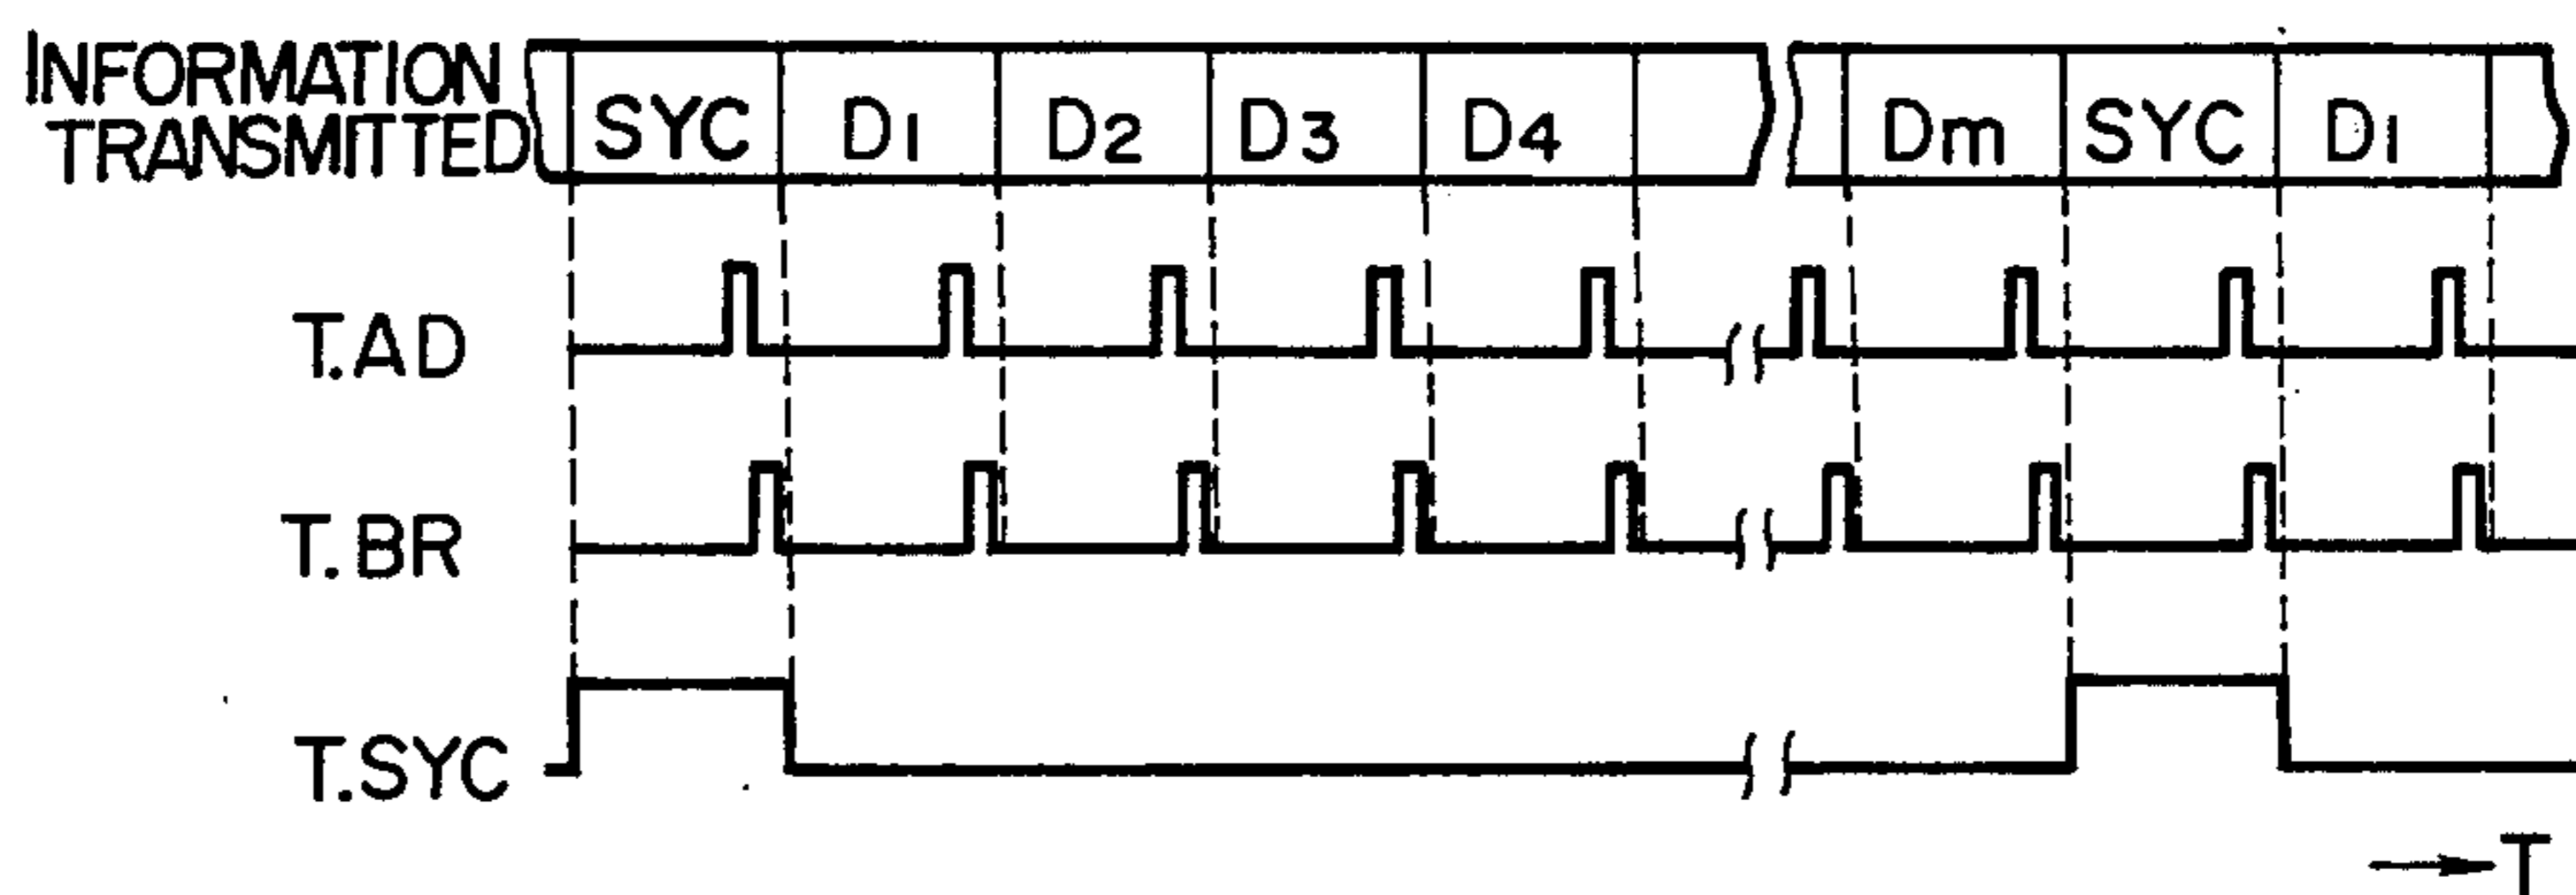 INFORMATION
TRANSMITTED
SYC D1 D2 D3 D4 Dm SYC D1
T.AD
T.BR
T.SYC
T